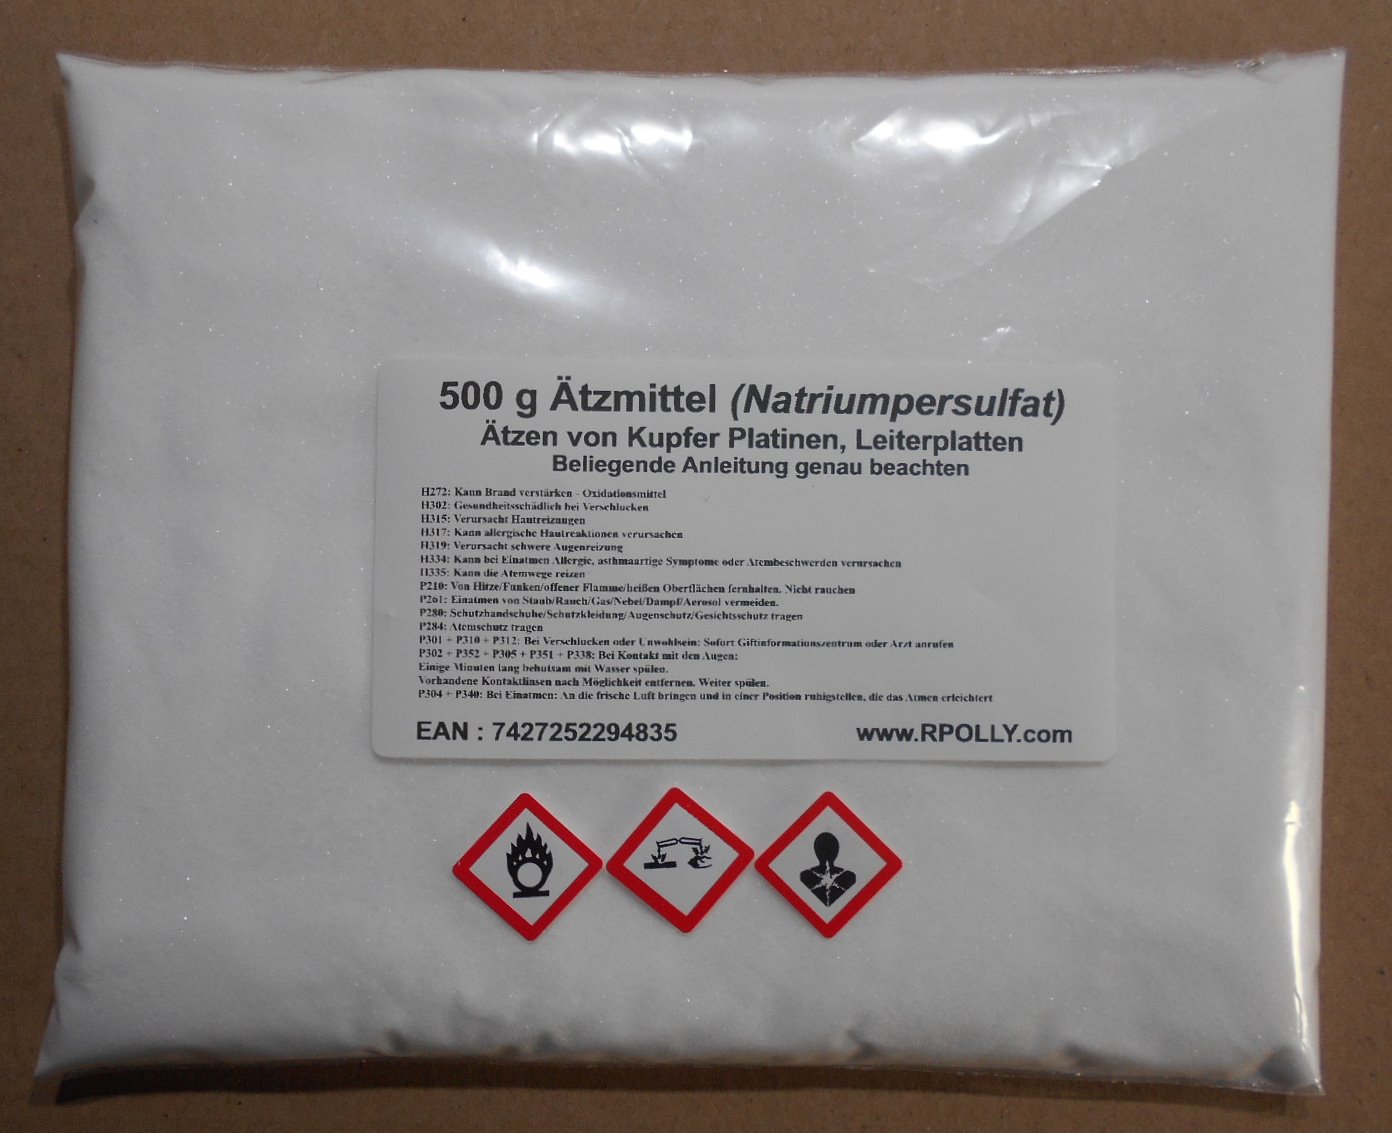 500 g Ätzmittel (Natriumpersulfat)
Ätzen von Kupfer Platinen, Leiterplatten
Beliegende Anleitung genau beachten
H272: Kann Brand verstärken - Oxidationsmittel
H302: Gesundheitsschädlich bei Verschlucken
H315: Verursacht Hautreizungen
H317: Kann allergische Hautreaktionen verursachen
H319: Verursacht schwere Augenreizung
H334: Kann bei Einatmen Allergie, asthmaartige Symptome oder Atembeschwerden verursachen
H335: Kann die Atemwege reizen
P210: Von Hitze/Funken/offener Flamme/heißen Oberflächen fernhalten. Nicht rauchen
P261: Einatmen von Staub/Rauch/Gas/Nebel/Dampf/Aerosol vermeiden.
P280: Schutzhandschuhe/Schutzkleidung/Augenschutz/Gesichtsschutz tragen
P284: Atemschutz tragen
P301 + P310 + P312: Bei Verschlucken oder Unwohlsein: Sofort Giftinformationszentrum oder Arzt anrufen
P302 + P352 + P305 + P351 + P338: Bei Kontakt mit den Augen:
Einige Minuten lang behutsam mit Wasser spülen.
Vorhandene Kontaktlinsen nach Möglichkeit entfernen. Weiter spülen.
P304 + P340: Bei Einatmen: An die frische Luft bringen und in einer Position ruhigstellen, die das Atmen erleichtert
EAN : 7427252294835
www.RPOLLY.com